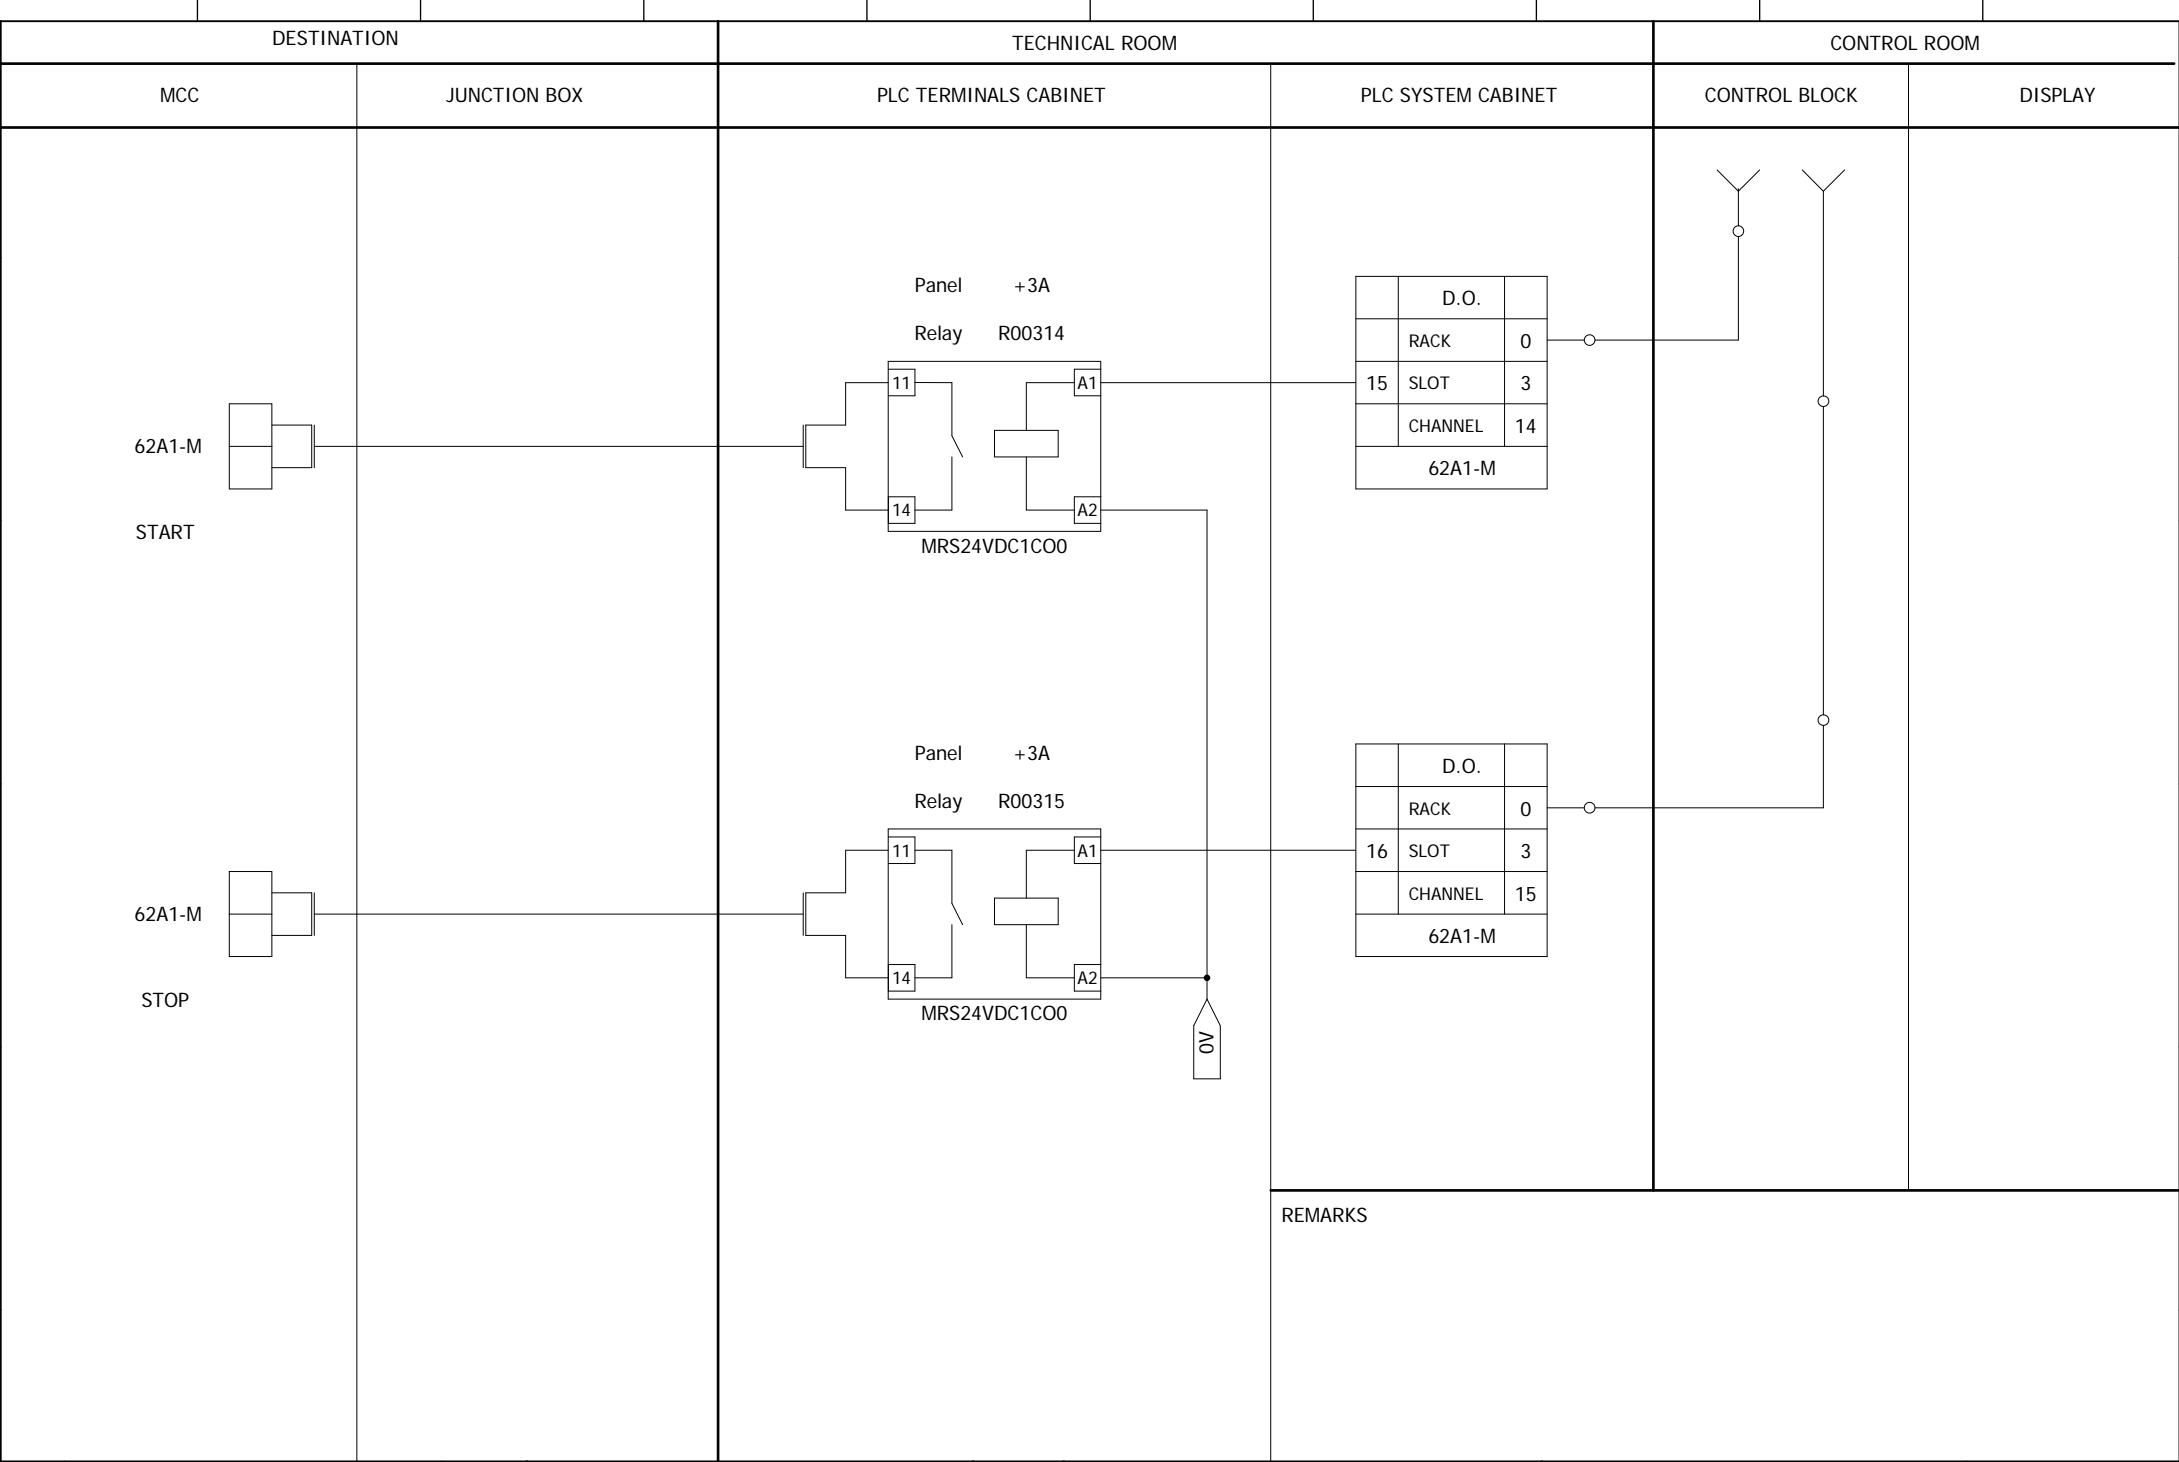 DESTINATION
TECHNICAL ROOM
CONTROL ROOM
MCC
JUNCTION BOX
PLC TERMINALS CABINET
PLC SYSTEM CABINET
CONTROL BLOCK
DISPLAY
Panel +3A
Relay R00314
D.O.
RACK 0
11
A1
15 SLOT 3
CHANNEL 14
62A1-M
62A1-M
14
A2
START
MRS24VDC1CO0
Panel +3A
Relay R00315
D.O.
RACK 0
11
A1
16 SLOT 3
CHANNEL 15
62A1-M
62A1-M
14
A2
STOP
MRS24VDC1CO0
0V
REMARKS